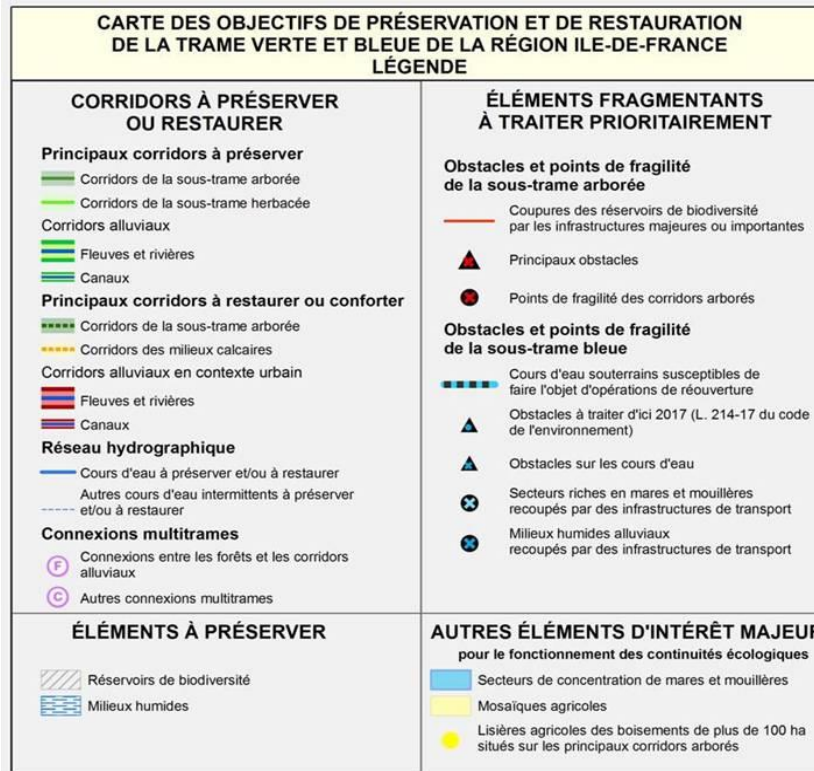 CARTE DES OBJECTIFS DE PRÉSERVATION ET DE RESTAURATION
DE LA TRAME VERTE ET BLEUE DE LA RÉGION ILE-DE-FRANCE
LÉGENDE
CORRIDORS À PRÉSERVER
OU RESTAURER
Principaux corridors à préserver
Corridors de la sous-trame arborée
Corridors de la sous-trame herbacée
Corridors alluviaux
Fleuves et rivières
Canaux
Principaux corridors à restaurer ou conforter
Corridors de la sous-trame arborée
Corridors des milieux calcaires
Corridors alluviaux en contexte urbain
Fleuves et rivières
Canaux
Réseau hydrographique
Cours d'eau à préserver et/ou à restaurer
Autres cours d'eau intermittents à préserver
et/ou à restaurer
Connexions multitrames
F
Connexions entre les forêts et les corridors
alluviaux
C
Autres connexions multitrames
ÉLÉMENTS FRAGMENTANTS
À TRAITER PRIORITAIREMENT
Obstacles et points de fragilité
de la sous-trame arborée
Coupures des réservoirs de biodiversité
par les infrastructures majeures ou importantes
Principaux obstacles
Points de fragilité des corridors arborés
Obstacles et points de fragilité
de la sous-trame bleue
Cours d'eau souterrains susceptibles de
faire l'objet d'opérations de réouverture
Obstacles à traiter d'ici 2017 (L. 214-17 du code
de l'environnement)
Obstacles sur les cours d'eau
Secteurs riches en mares et mouillères
recoupés par des infrastructures de transport
Milieux humides alluviaux
recoupés par des infrastructures de transport
ÉLÉMENTS À PRÉSERVER
Réservoirs de biodiversité
Milieux humides
AUTRES ÉLÉMENTS D'INTÉRÊT MAJEUR
pour le fonctionnement des continuités écologiques
Secteurs de concentration de mares et mouillères
Mosaïques agricoles
Lisières agricoles des boisements de plus de 100 ha
situés sur les principaux corridors arborés